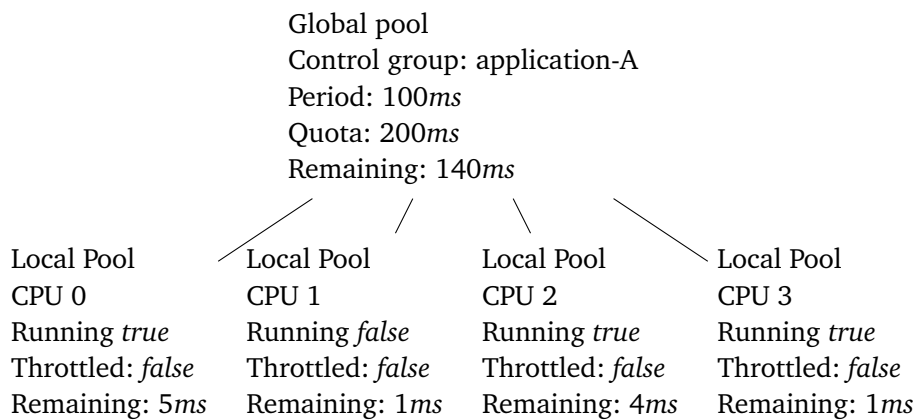 Global pool
Control group: application-A
Period: 100ms
Quota: 200ms
Remaining: 140ms
Local Pool
CPU 0
Running true
Throttled: false
Remaining: 5ms
Local Pool
CPU 1
Running false
Throttled: false
Remaining: 1ms
Local Pool
CPU 2
Running true
Throttled: false
Remaining: 4ms
Local Pool
CPU 3
Running true
Throttled: false
Remaining: 1ms